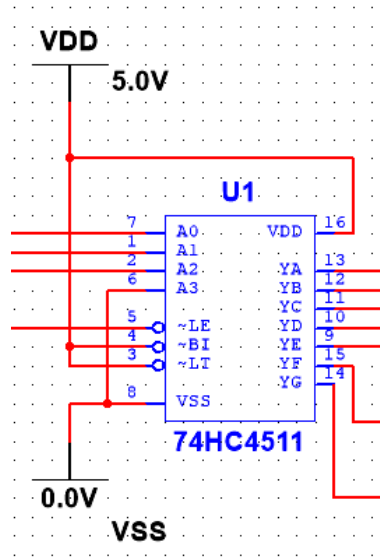 VDD
5.0V
U1
7 A0 VDD 16
1 A1
2 A2 YA 13
6 A3 YB 12
YC 11
5 ~LE YD 10
4 ~BI YE 9
3 ~LT YF 15
YG 14
8 VSS
74HC4511
0.0V
VSS